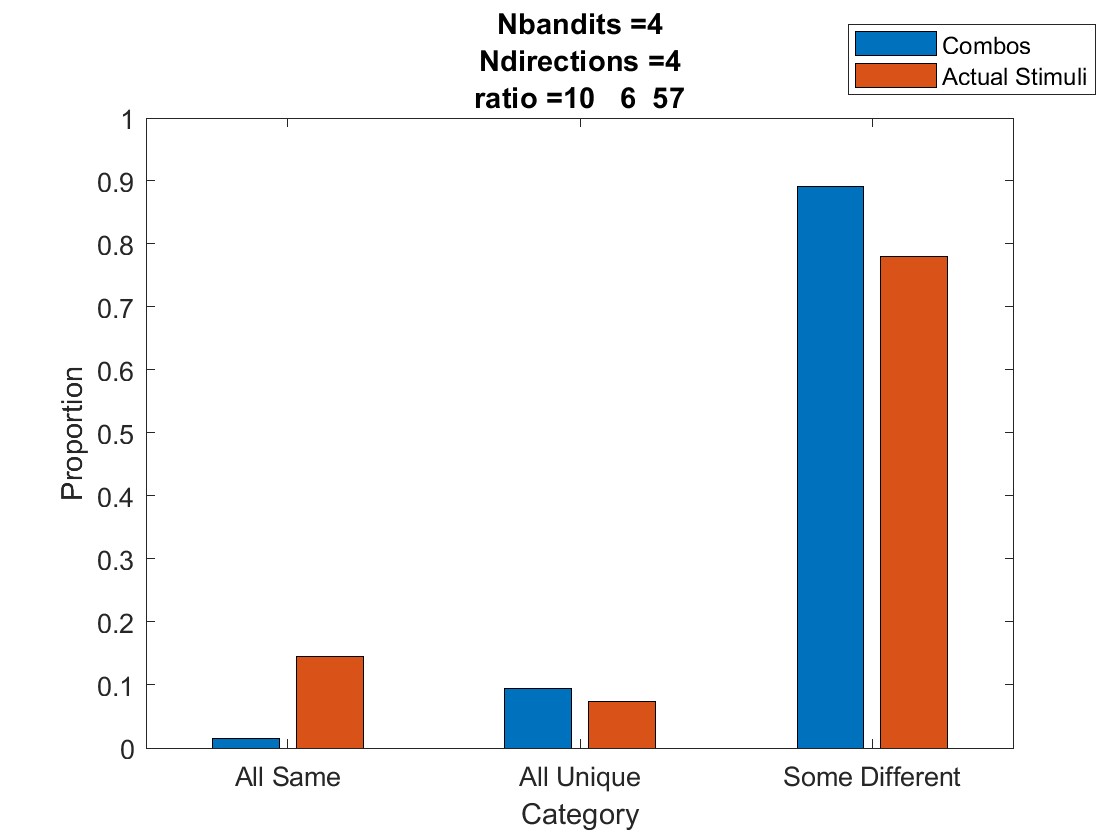 Nbandits =4
Ndirections =4
ratio =10   6  57
Combos
Actual Stimuli
1
0.9
0.8
0.7
0.6
0.5
0.4
0.3
0.2
0.1
0
Proportion
All Same
All Unique
Some Different
Category